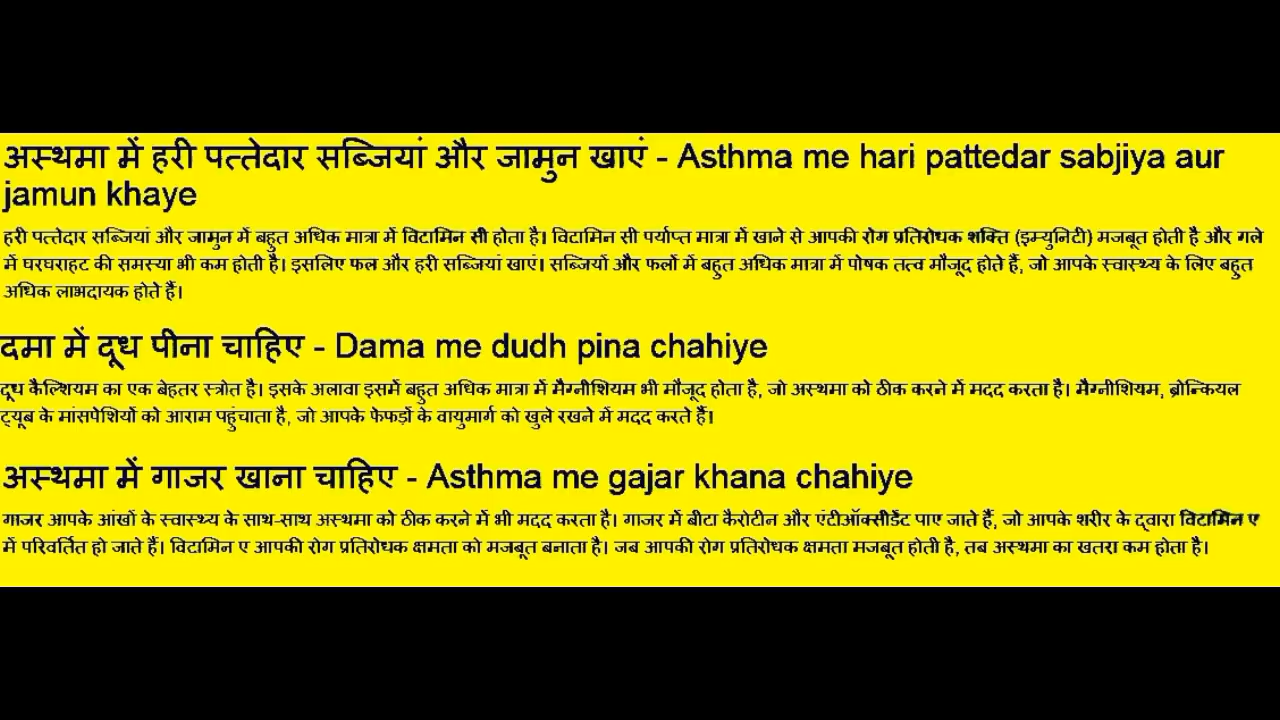 अस्थमा में हरी पत्तेदार सब्जियां और जामुन खाएं - Asthma me hari pattedar sabjiya aur
jamun khaye
हरी पत्तेदार सब्जियां और जामुन में बहुत अधिक मात्रा में विटामिन सी होता है। विटामिन सी पर्याप्त मात्रा में खाने से आपकी रोग प्रतिरोधक शक्ति (इम्युनिटी) मजबूत होती है और गले
में घरघराहट की समस्या भी कम होती है। इसलिए फल और हरी सब्जियां खाएं। सब्जियों और फलों में बहुत अधिक मात्रा में पोषक तत्व मौजूद होते हैं, जो आपके स्वास्थ्य के लिए बहुत
अधिक लाभदायक होते हैं।
दमा में दूध पीना चाहिए - Dama me dudh pina chahiye
दूध कैल्शियम का एक बेहतर स्त्रोत है। इसके अलावा इसमें बहुत अधिक मात्रा में मैग्नीशियम भी मौजूद होता है, जो अस्थमा को ठीक करने में मदद करता है। मैग्नीशियम, ब्रोन्कियल
ट्यूब के मांसपेशियों को आराम पहुंचाता है, जो आपके फेफड़ों के वायुमार्ग को खुले रखने में मदद करते हैं।
अस्थमा में गाजर खाना चाहिए - Asthma me gajar khana chahiye
गाजर आपके आंखों के स्वास्थ्य के साथ-साथ अस्थमा को ठीक करने में भी मदद करता है। गाजर में बीटा कैरोटीन और एंटीऑक्सीडेंट पाए जाते हैं, जो आपके शरीर के द्वारा विटामिन ए
में परिवर्तित हो जाते हैं। विटामिन ए आपकी रोग प्रतिरोधक क्षमता को मजबूत बनाता है। जब आपकी रोग प्रतिरोधक क्षमता मजबूत होती है, तब अस्थमा का खतरा कम होता है।